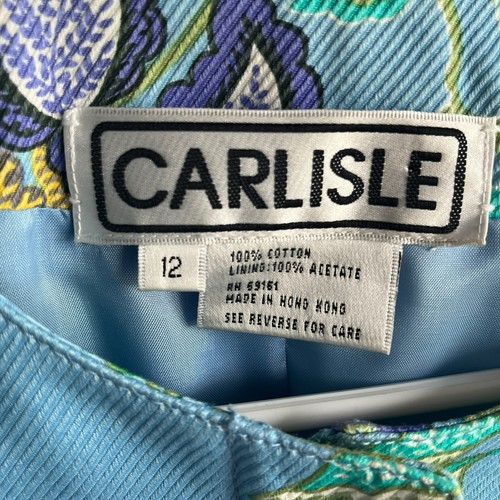 CARLISLE
12
100% COTTON
LINING:100% ACETATE
RN 69161
MADE IN HONG KONG
SEE REVERSE FOR CARE